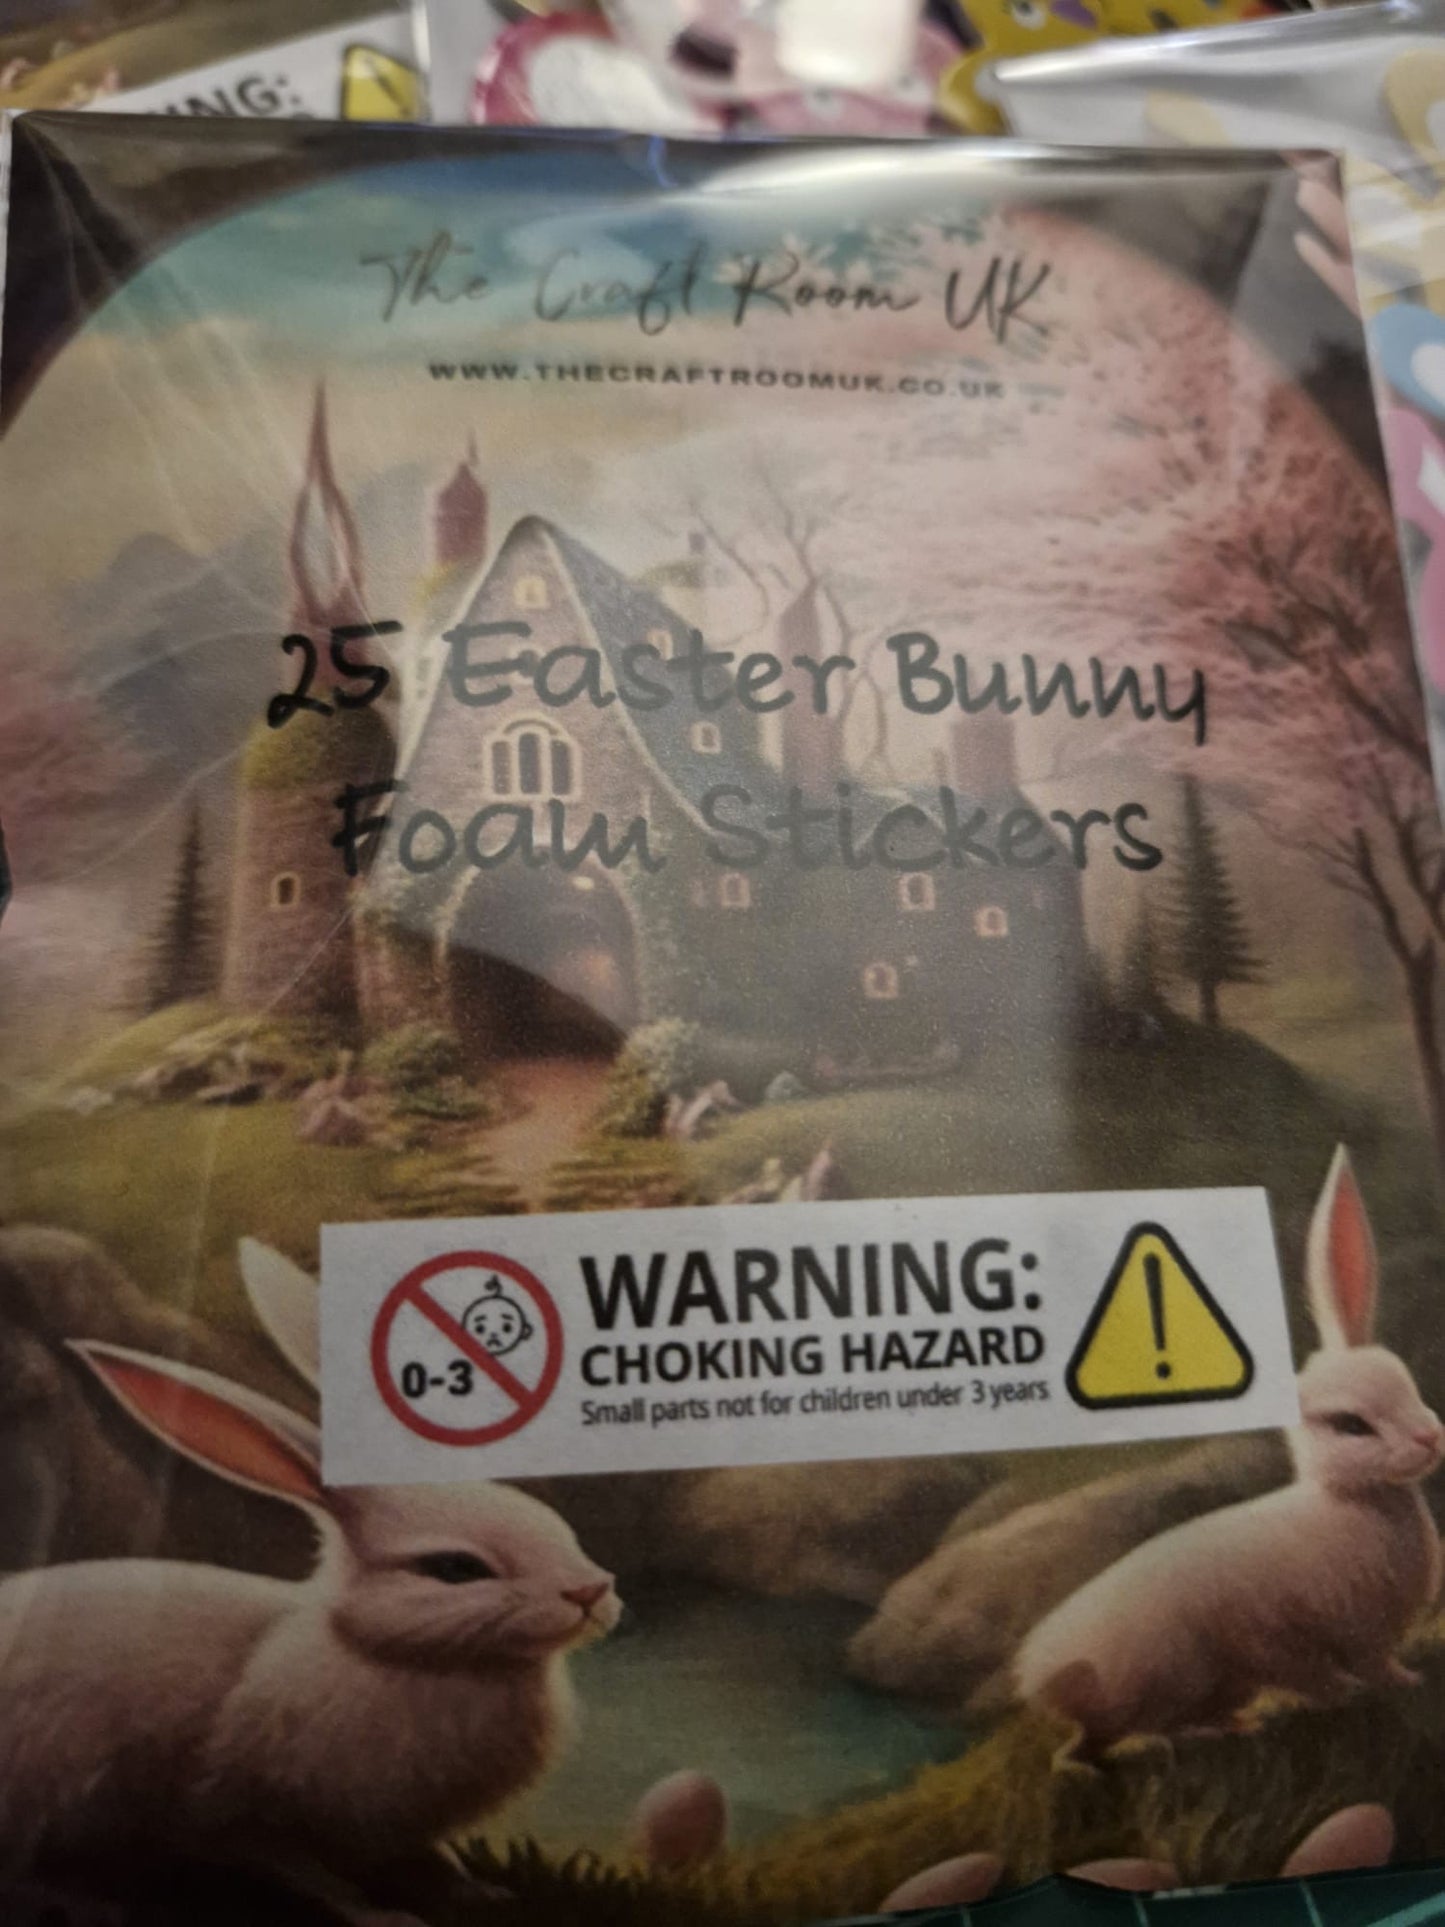 NG:
The Craft Room UK
WWW.THECRAFTROOMUK.CO.UK
25 Easter Bunny
Foam Stickers
0-3
WARNING:
CHOKING HAZARD
Small parts not for children under 3 years